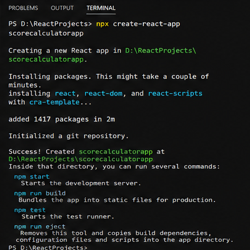 PROBLEMS OUTPUT TERMINAL
PS D:\ReactProjects> npx create-react-app
scorecalculatorapp
Creating a new React app in D:\ReactProjects\
scorecalculatorapp.
Installing packages. This might take a couple of
minutes.
Installing react, react-dom, and react-scripts
with cra-template...
added 1417 packages in 2m
Initialized a git repository.
Success! Created scorecalculatorapp at
D:\ReactProjects\scorecalculatorapp
Inside that directory, you can run several commands:
npm start
Starts the development server.
npm run build
Bundles the app into static files for production.
npm test
Starts the test runner.
npm run eject
Removes this tool and copies build dependencies,
configuration files and scripts into the app directory.
PS D:\ReactProjects>